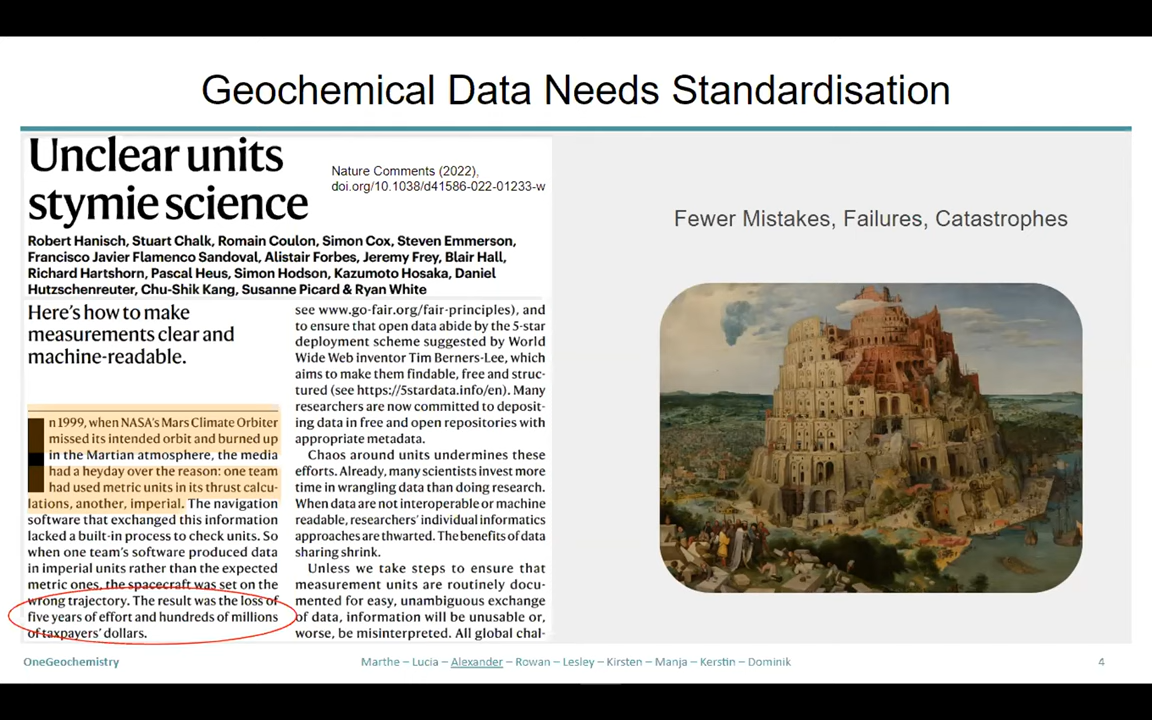 Geochemical Data Needs Standardisation
Unclear units
stymie science
Nature Comments (2022),
doi.org/10.1038/d41586-022-01233-w
Robert Hanisch, Stuart Chalk, Romain Coulon, Simon Cox, Steven Emmerson,
Francisco Javier Flamenco Sandoval, Alistair Forbes, Jeremy Frey, Blair Hall,
Richard Hartshorn, Pascal Heus, Simon Hodson, Kazumoto Hosaka, Daniel
Hutzschenreuter, Chu-Shik Kang, Susanne Picard & Ryan White
Here's how to make
measurements clear and
machine-readable.
In 1999, when NASA's Mars Climate Orbiter
missed its intended orbit and burned up
in the Martian atmosphere, the media
had a heyday over the reason: one team
had used metric units in its thrust calcu-
lations, another, imperial. The navigation
software that exchanged this information
lacked a built-in process to check units. So
when one team's software produced data
in imperial units rather than the expected
metric ones, the spacecraft was set on the
wrong trajectory. The result was the loss of
five years of effort and hundreds of millions
of taxpayers' dollars.
see www.go-fair.org/fair-principles), and
to ensure that open data abide by the 5-star
deployment scheme suggested by World
Wide Web inventor Tim Berners-Lee, which
aims to make them findable, free and struc-
tured (see https://5stardata.info/en). Many
researchers are now committed to deposit-
ing data in free and open repositories with
appropriate metadata.
Chaos around units undermines these
efforts. Already, many scientists invest more
time in wrangling data than doing research.
When data are not interoperable or machine
readable, researchers' individual informatics
approaches are thwarted. The benefits of data
sharing shrink.
Unless we take steps to ensure that
measurement units are routinely docu-
mented for easy, unambiguous exchange
of data, information will be unusable or,
worse, be misinterpreted. All global chal-
Fewer Mistakes, Failures, Catastrophes
OneGeochemistry
Marthe – Lucia – Alexander – Rowan – Lesley – Kirsten – Manja – Kerstin – Dominik
4